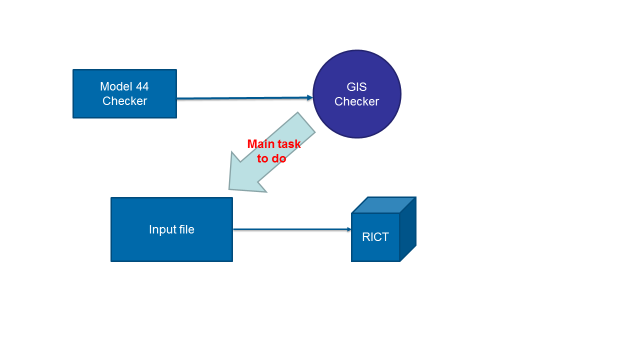 Model 44
Checker
GIS
Checker
Main task
to do
Input file
RICT